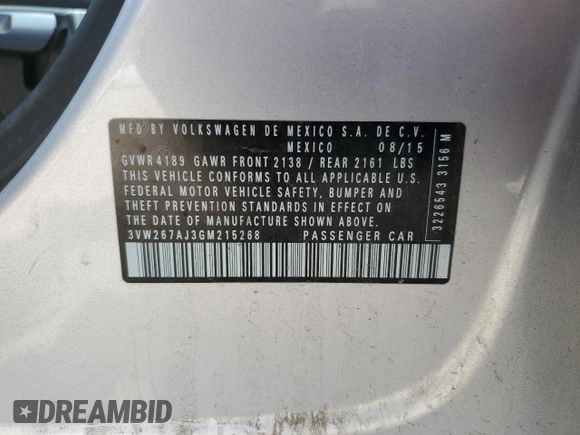 MFD BY VOLKSWAGEN DE MEXICO S.A. DE C.V.
MEXICO 08/15
GVWR 4189 GAWR FRONT 2138 / REAR 2161 LBS
THIS VEHICLE CONFORMS TO ALL APPLICABLE U.S.
FEDERAL MOTOR VEHICLE SAFETY, BUMPER AND
THEFT PREVENTION STANDARDS IN EFFECT ON
THE DATE OF MANUFACTURE SHOWN ABOVE.
3VW267AJ3GM215268 PASSENGER CAR
3226543 3156 M
DREAMBID